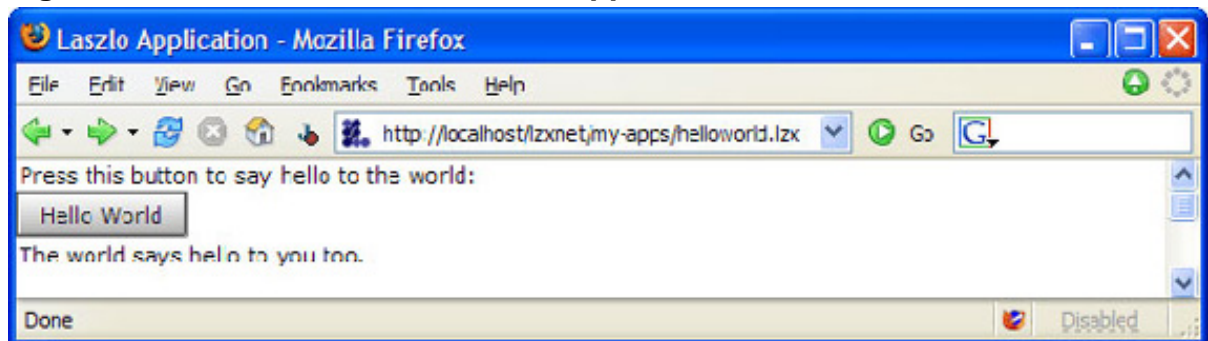 Laszlo Application - Mozilla Firefox
File Edit View Go Bookmarks Tools Help
http://localhost/lzxnet/my-apps/helloworld.lzx Go G
Press this button to say hello to the world:
Hello World
The world says hello to you too.
Done Disabled